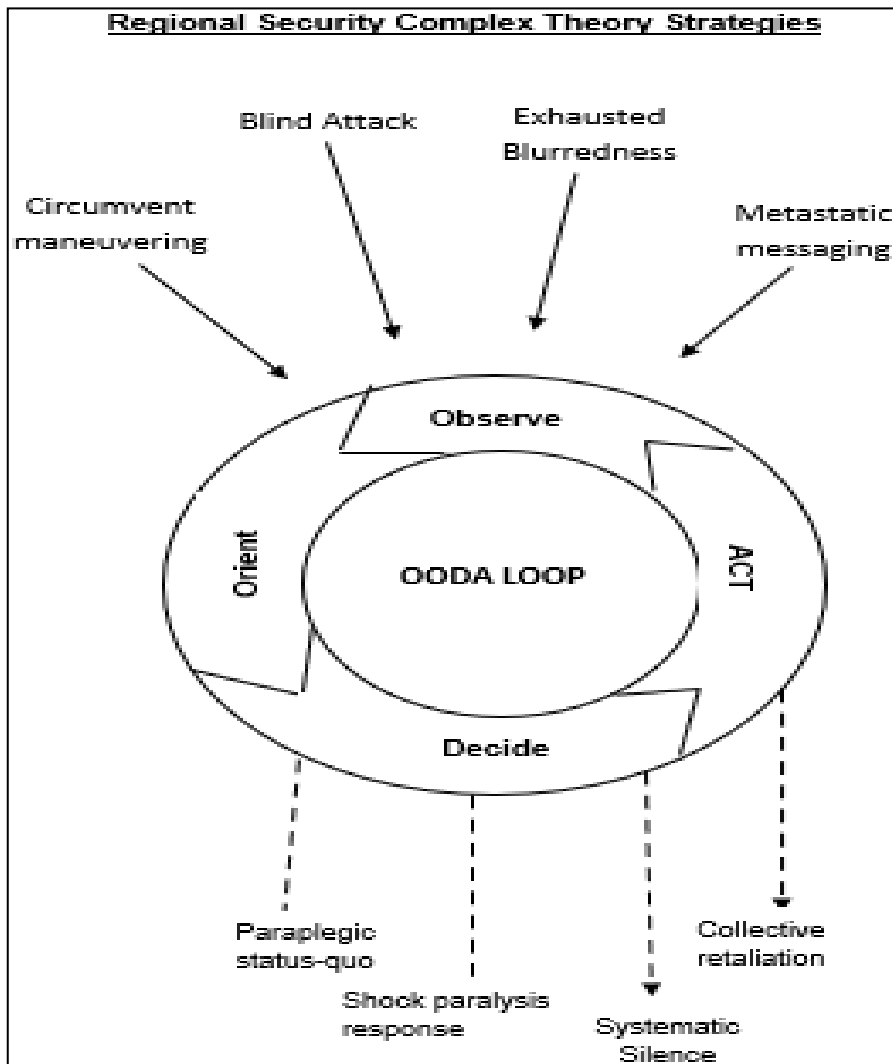 Regional Security Complex Theory Strategies
Blind Attack
Exhausted
Blurredness
Circumvent
maneuvering
Metastatic
messaging
Observe
Orient
OODA LOOP
ACT
Decide
Paraplegic
status-quo
Shock paralysis
response
Systematic
Silence
Collective
retaliation